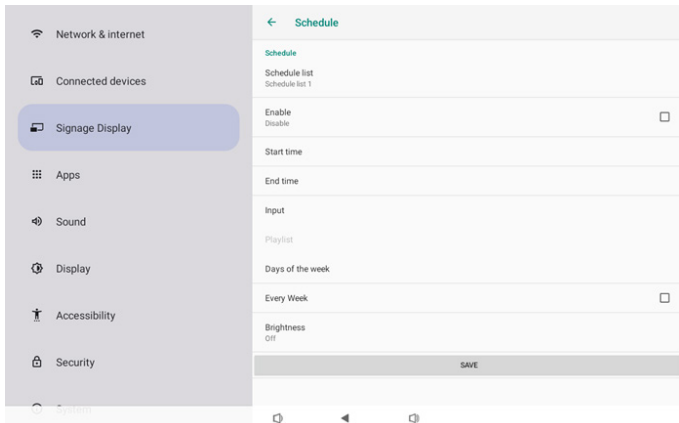 Network & internet
Connected devices
Signage Display
Apps
Sound
Display
Accessibility
Security
System
Schedule
Schedule
Schedule list
Schedule list 1
Enable
Disable
Start time
End time
Input
Playlist
Days of the week
Every Week
Brightness
Off
SAVE